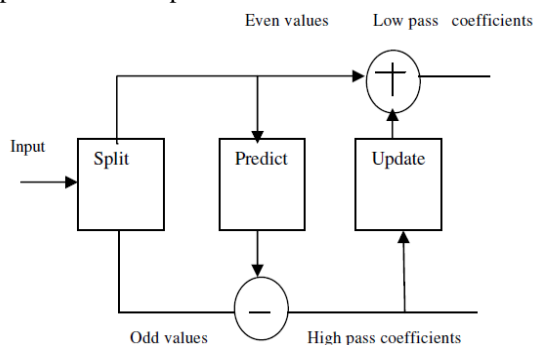 Even values Low pass coefficients
Input
Split
Predict
Update
Odd values High pass coefficients